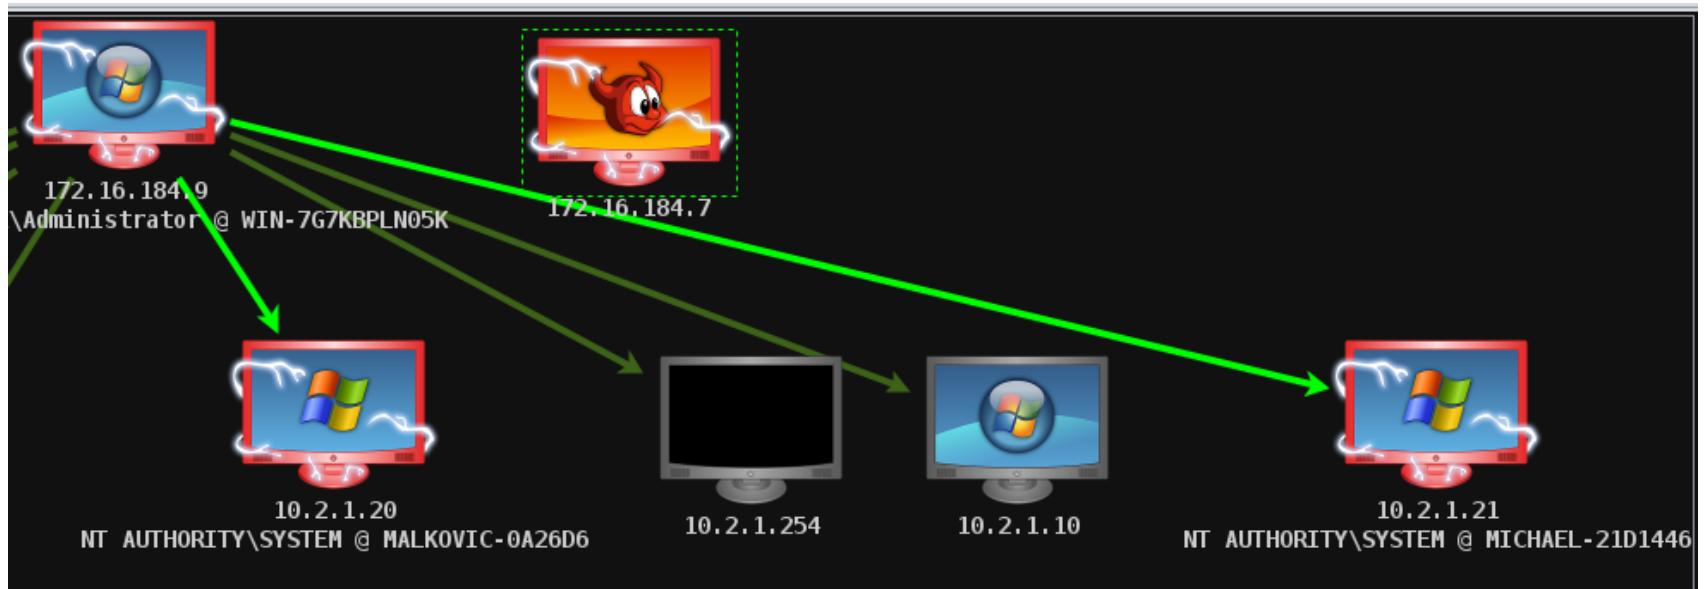 172.16.184.9
\Administrator @ WIN-7G7KBPLN05K
172.16.184.7
10.2.1.20
NT AUTHORITY\SYSTEM @ MALKOVIC-0A26D6
10.2.1.254
10.2.1.10
10.2.1.21
NT AUTHORITY\SYSTEM @ MICHAEL-21D1446